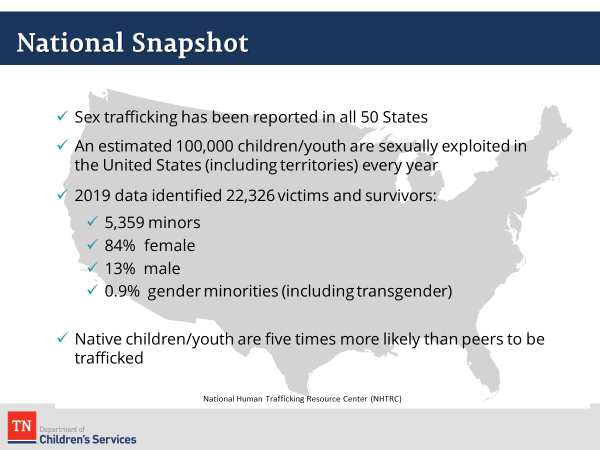 National Snapshot
✓ Sex trafficking has been reported in all 50 States
✓ An estimated 100,000 children/youth are sexually exploited in
the United States (including territories) every year
✓ 2019 data identified 22,326 victims and survivors:
✓ 5,359 minors
✓ 84% female
✓ 13% male
✓ 0.9% gender minorities (including transgender)
✓ Native children/youth are five times more likely than peers to be
trafficked
National Human Trafficking Resource Center (NHTRC)
TN
Department of
Children's Services